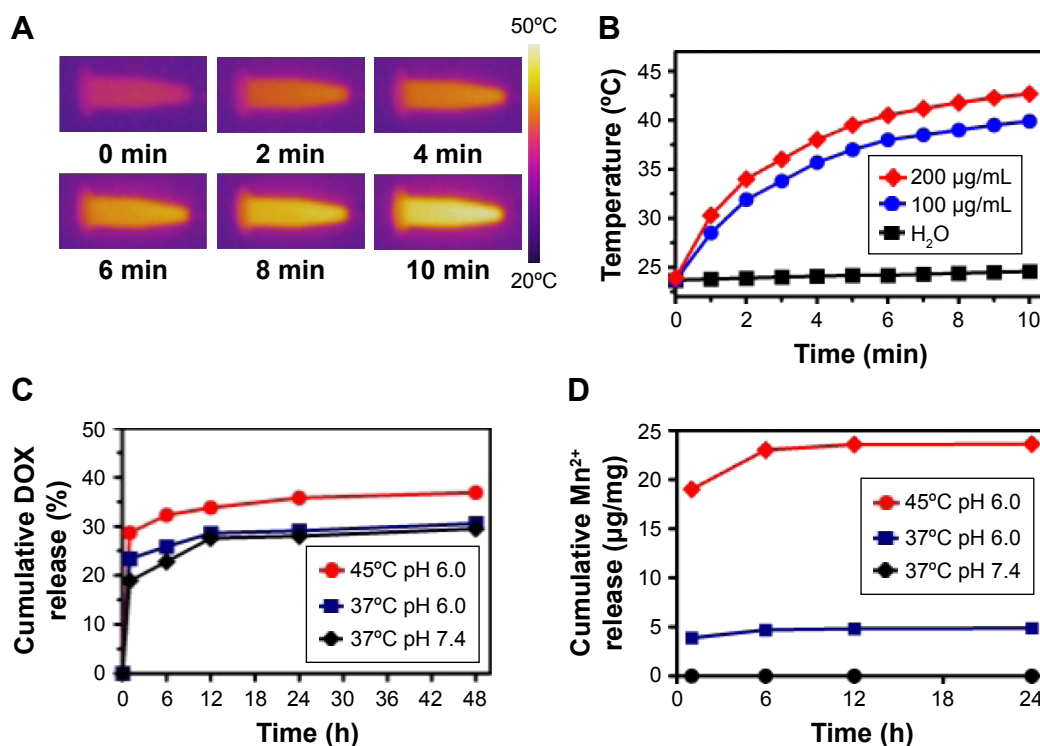 A
50ºC
0 min
2 min
4 min
6 min
8 min
10 min
20ºC
B
Temperature (ºC)
45
40
35
30
25
200 µg/mL
100 µg/mL
H₂O
0
2
4
6
8
10
Time (min)
C
Cumulative DOX
release (%)
50
40
30
20
10
0
45ºC pH 6.0
37ºC pH 6.0
37ºC pH 7.4
0
6
12
18
24
30
36
42
48
Time (h)
D
Cumulative Mn²⁺
release (µg/mg)
25
20
15
10
5
0
45ºC pH 6.0
37ºC pH 6.0
37ºC pH 7.4
0
6
12
18
24
Time (h)